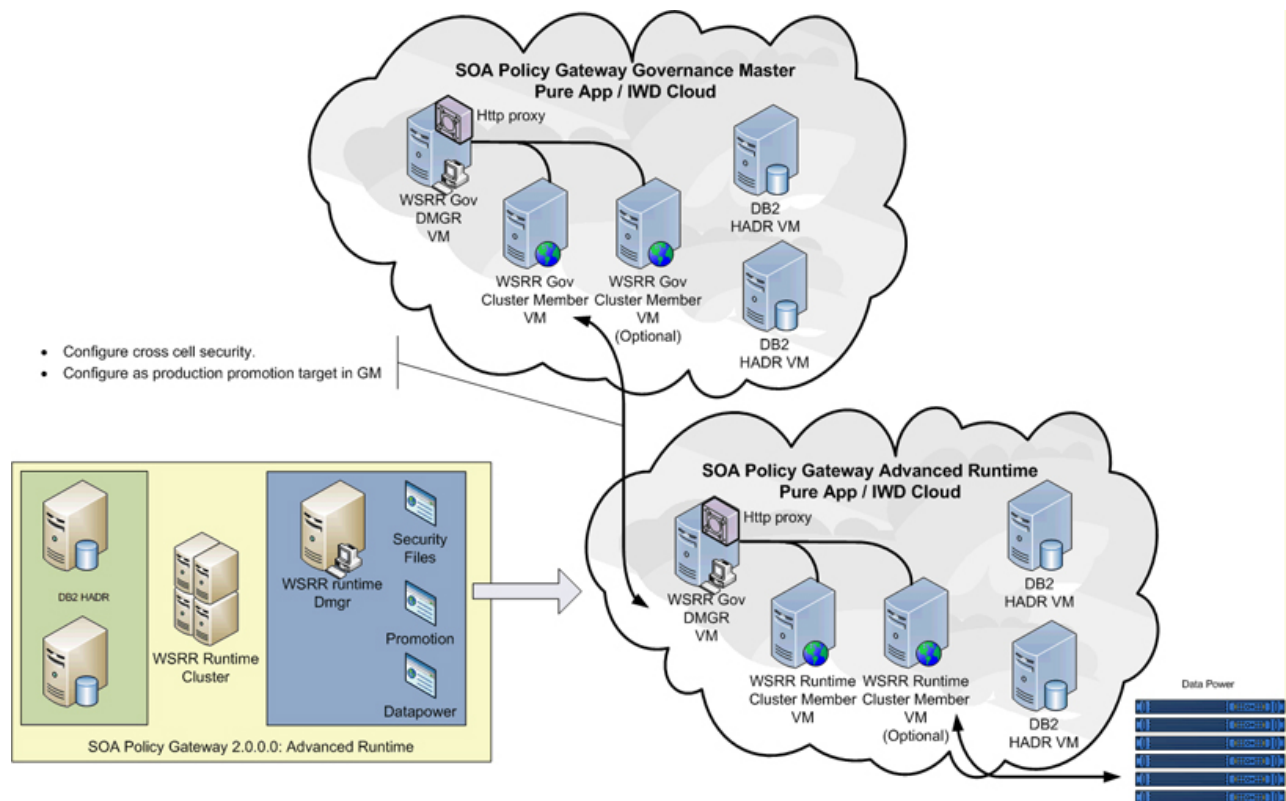 SOA Policy Gateway Governance Master
Pure App / IWD Cloud
Http proxy
WSRR Gov
DMGR
VM
WSRR Gov
Cluster Member
VM
WSRR Gov
Cluster Member
VM
(Optional)
DB2
HADR VM
DB2
HADR VM
• Configure cross cell security.
• Configure as production promotion target in GM
SOA Policy Gateway Advanced Runtime
Pure App / IWD Cloud
Http proxy
WSRR Gov
DMGR
VM
WSRR Runtime
Cluster Member
VM
WSRR Runtime
Cluster Member
VM
(Optional)
DB2
HADR VM
DB2
HADR VM
Data Power
DB2 HADR
WSRR Runtime
Cluster
WSRR runtime
Dmgr
Security
Files
Promotion
Datapower
SOA Policy Gateway 2.0.0.0: Advanced Runtime